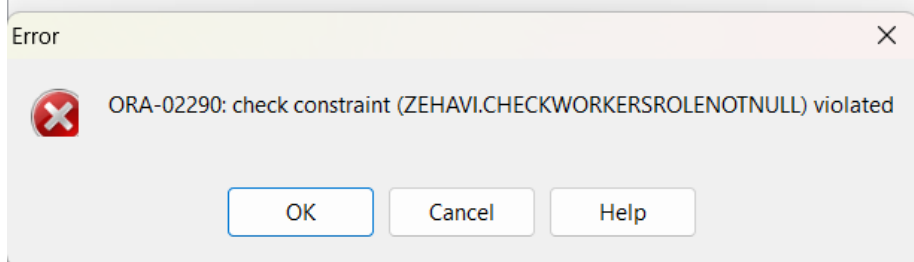 Error
ORA-02290: check constraint (ZEHAVI.CHECKWORKERSROLENOTNULL) violated
OK
Cancel
Help